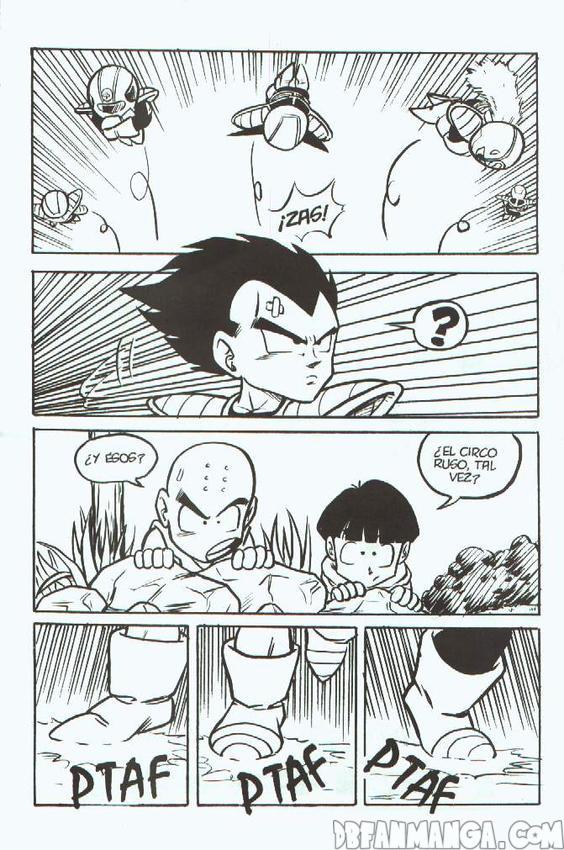 ¡ZAS!
?
¿Y ESOS?
¿EL CIRCO
RUSO, TAL
VEZ?
PTAF
PTAF
PTAF
DBFANMANGA.COM